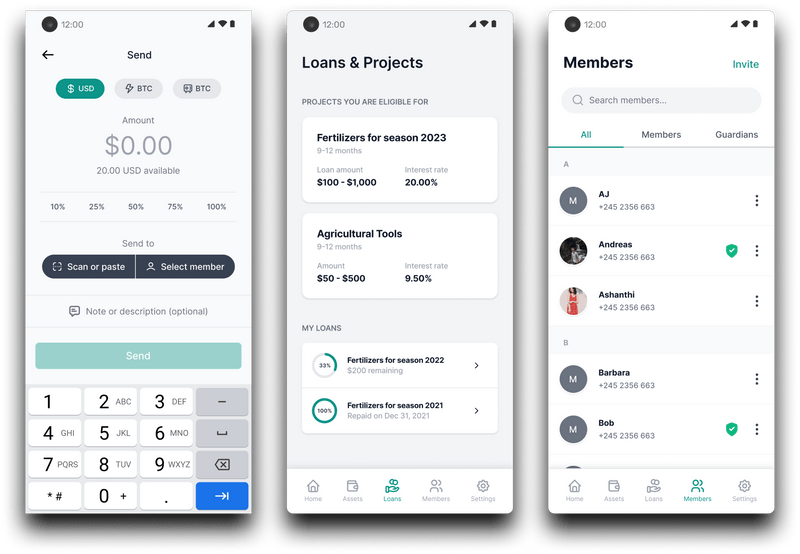 12:00
Send
$ USD
BTC
BTC
Amount
$0.00
20.00 USD available
10% 25% 50% 75% 100%
Send to
Scan or paste Select member
Note or description (optional)
Send
1 2 ABC 3 DEF –
4 GHI 5 JKL 6 MNO
7 PQRS 8 TUV 9 WXYZ
* # 0 + .
12:00
Loans & Projects
PROJECTS YOU ARE ELIGIBLE FOR
Fertilizers for season 2023
9-12 months
Loan amount Interest rate
$100 - $1,000 20.00%
Agricultural Tools
9-12 months
Amount Interest rate
$50 - $500 9.50%
MY LOANS
33% Fertilizers for season 2022
$200 remaining
100% Fertilizers for season 2021
Repaid on Dec 31, 2021
Home Assets Loans Members Settings
12:00
Members Invite
Search members...
All Members Guardians
A
M AJ
+245 2356 663
Andreas
+245 2356 663
Ashanthi
+245 2356 663
B
M Barbara
+245 2356 663
M Bob
+245 2356 663
Home Assets Loans Members Settings